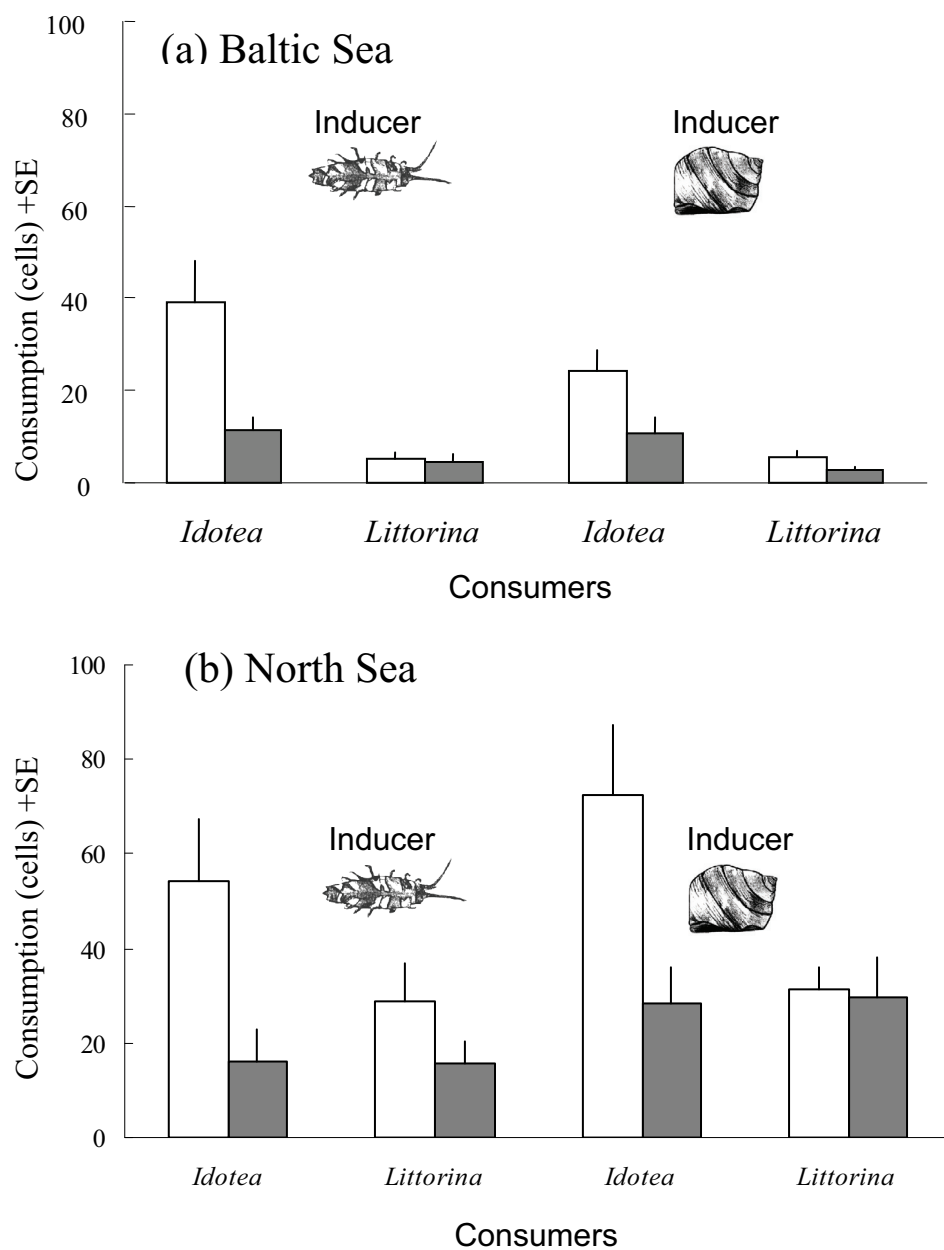 100
(a) Baltic Sea
80
Inducer
Inducer
60
40
20
0
Consumption (cells) +SE
Idotea
Littorina
Idotea
Littorina
Consumers
100
(b) North Sea
80
60
Inducer
Inducer
40
20
0
Consumption (cells) +SE
Idotea
Littorina
Idotea
Littorina
Consumers